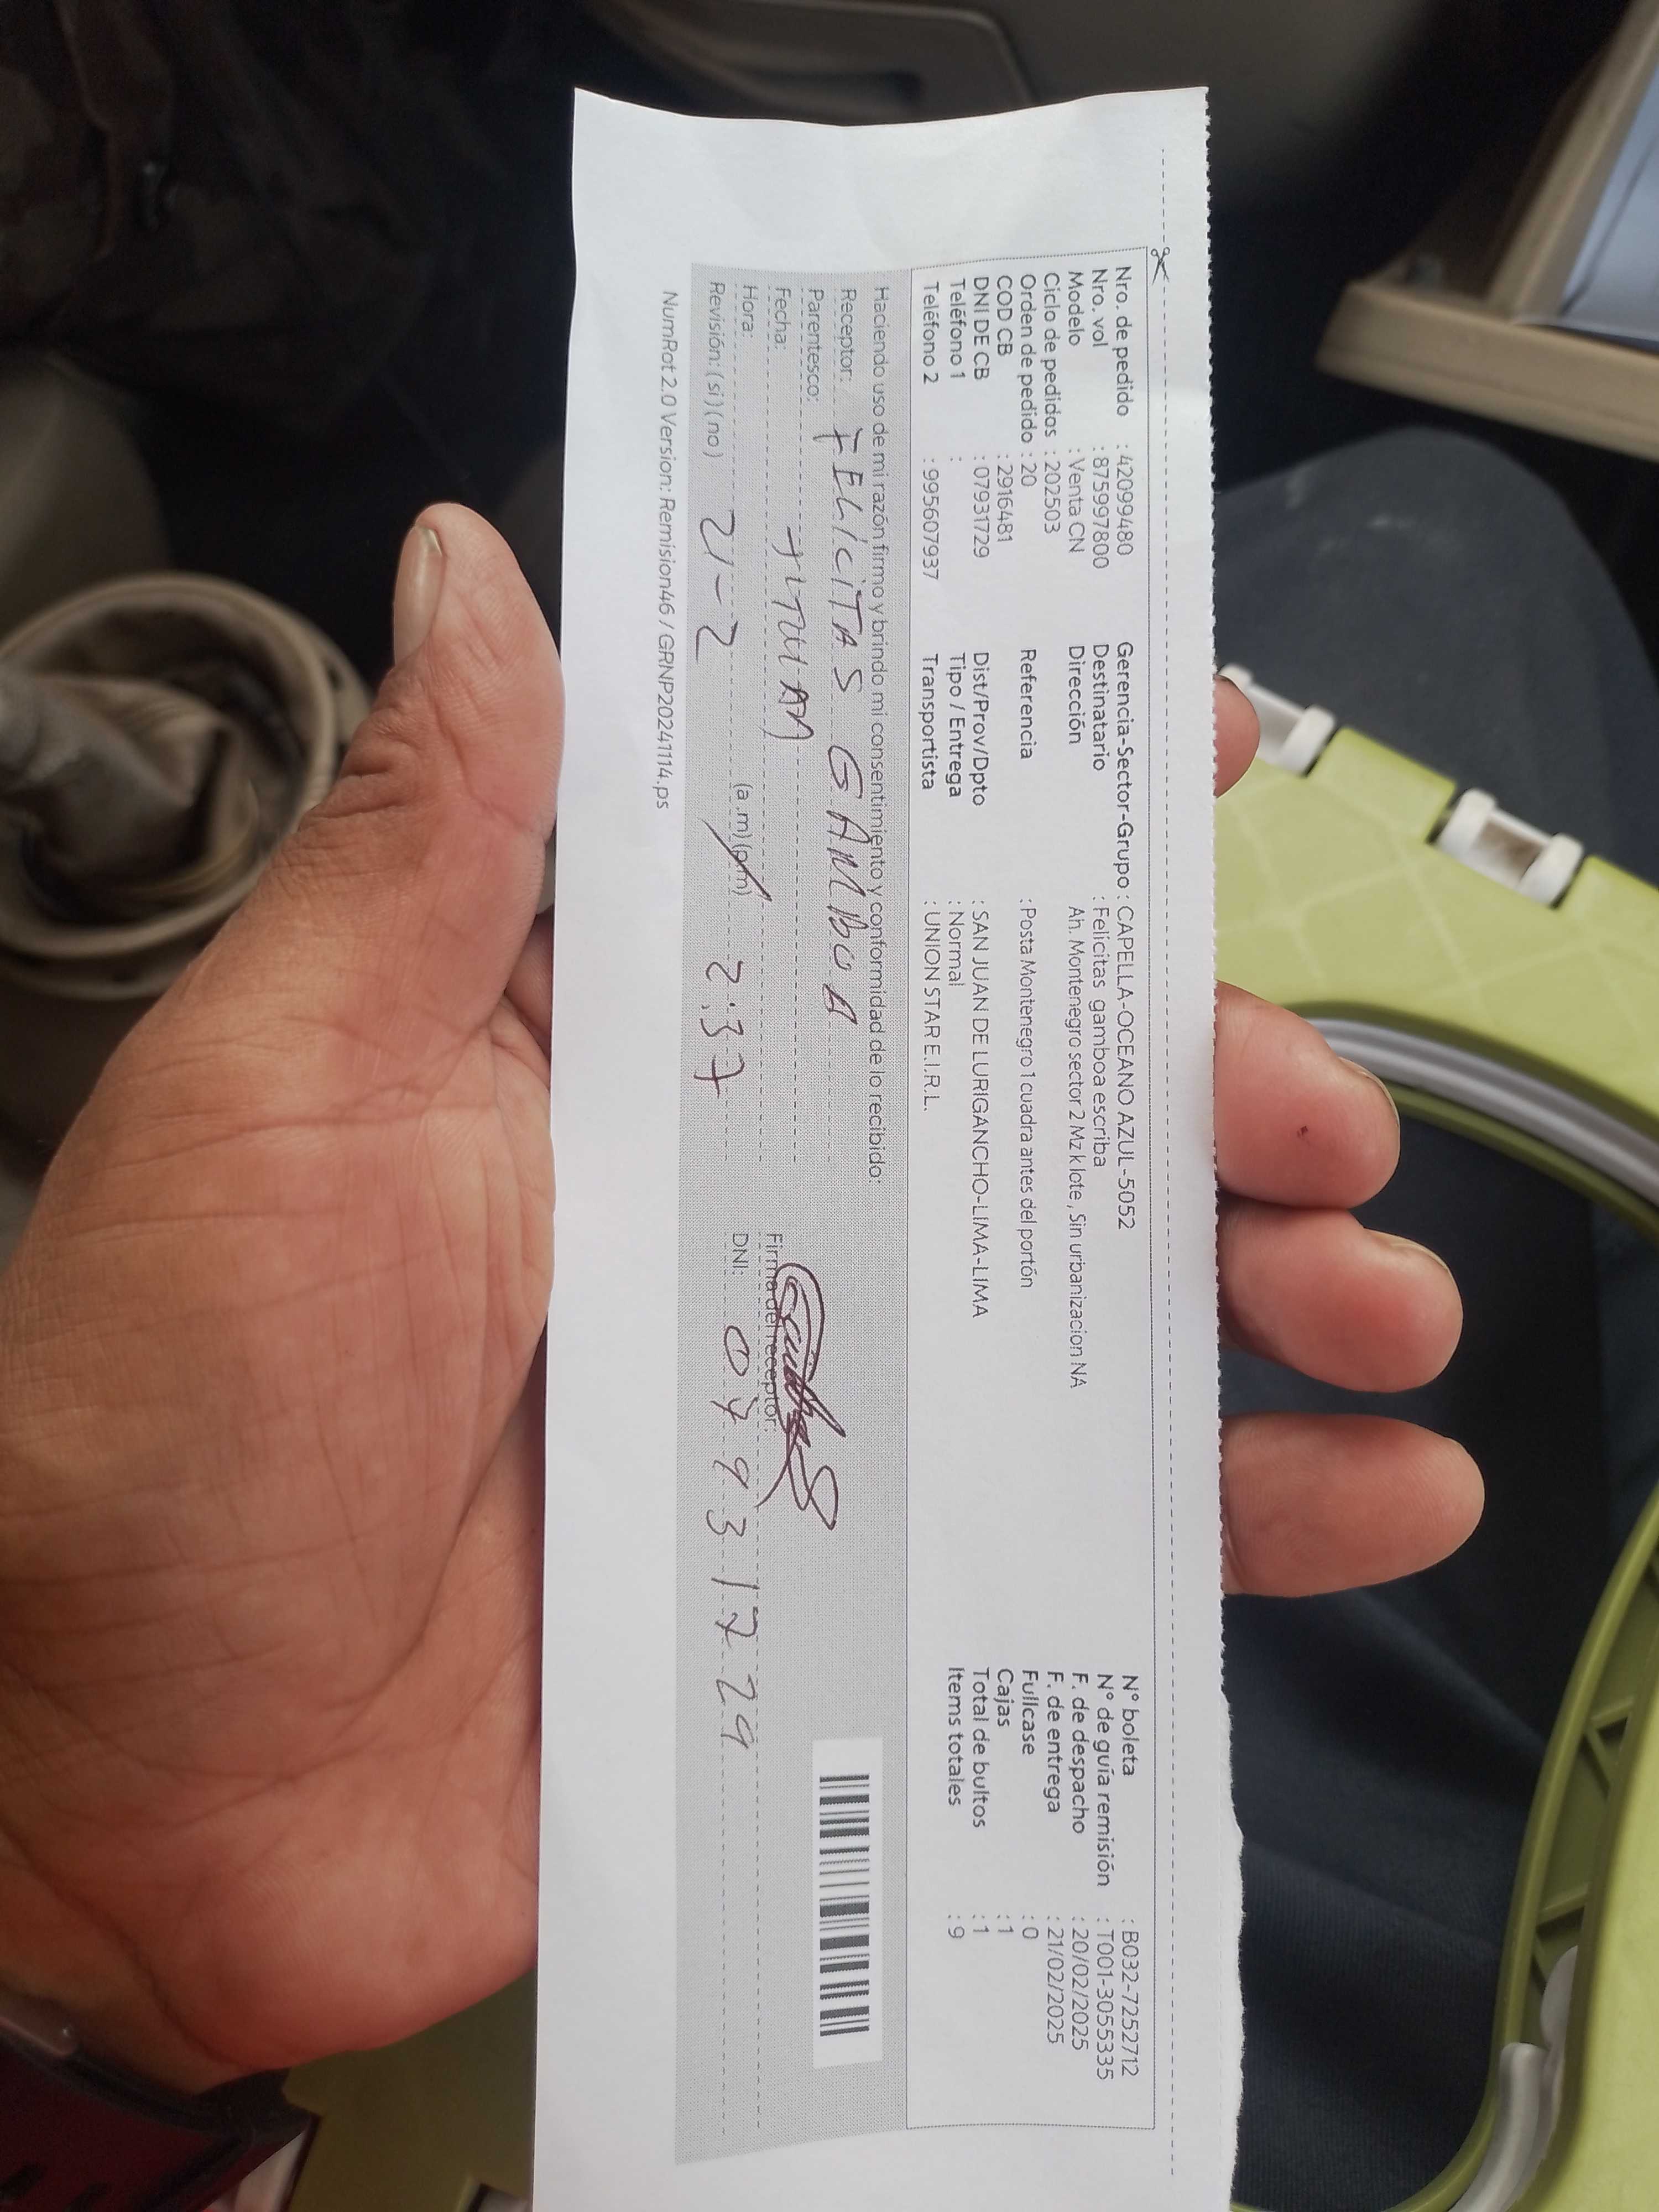 Nro. de pedido : 42099480
Nro. vol : 875997800
Modelo : Venta CN
Ciclo de pedidos : 202503
Orden de pedido : 20
COD CB : 2916481
DNI DE CB : 07931729
Teléfono 1 :
Teléfono 2 : 995607937
Gerencia-Sector-Grupo : CAPELLA-OCEANO AZUL-5052
Destinatario : Felicitas gamboa escriba
Dirección Ah. Montenegro sector 2 Mz k lote , Sin urbanizacion NA
Referencia : Posta Montenegro 1 cuadra antes del portón
Dist/Prov/Dpto : SAN JUAN DE LURIGANCHO-LIMA-LIMA
Tipo / Entrega : Normal
Transportista : UNION STAR E.I.R.L.
N° boleta : B032-7252712
N° de guía remisión : T001-3055335
F. de despacho : 20/02/2025
F. de entrega : 21/02/2025
Fullcase : 0
Cajas : 1
Total de bultos : 1
Items totales : 9
Haciendo uso de mi razón firmo y brindo mi consentimiento y conformidad de lo recibido:
Receptor: FELICITAS GAMBOA
Parentesco:
Fecha:
Hora: (a.m)(p.m) 2:37
Revisión: (si)(no) 21-2
Firma del receptor:
DNI: 07931729
NumRot 2.0 Version: Remision46 / GRNP20241114.ps